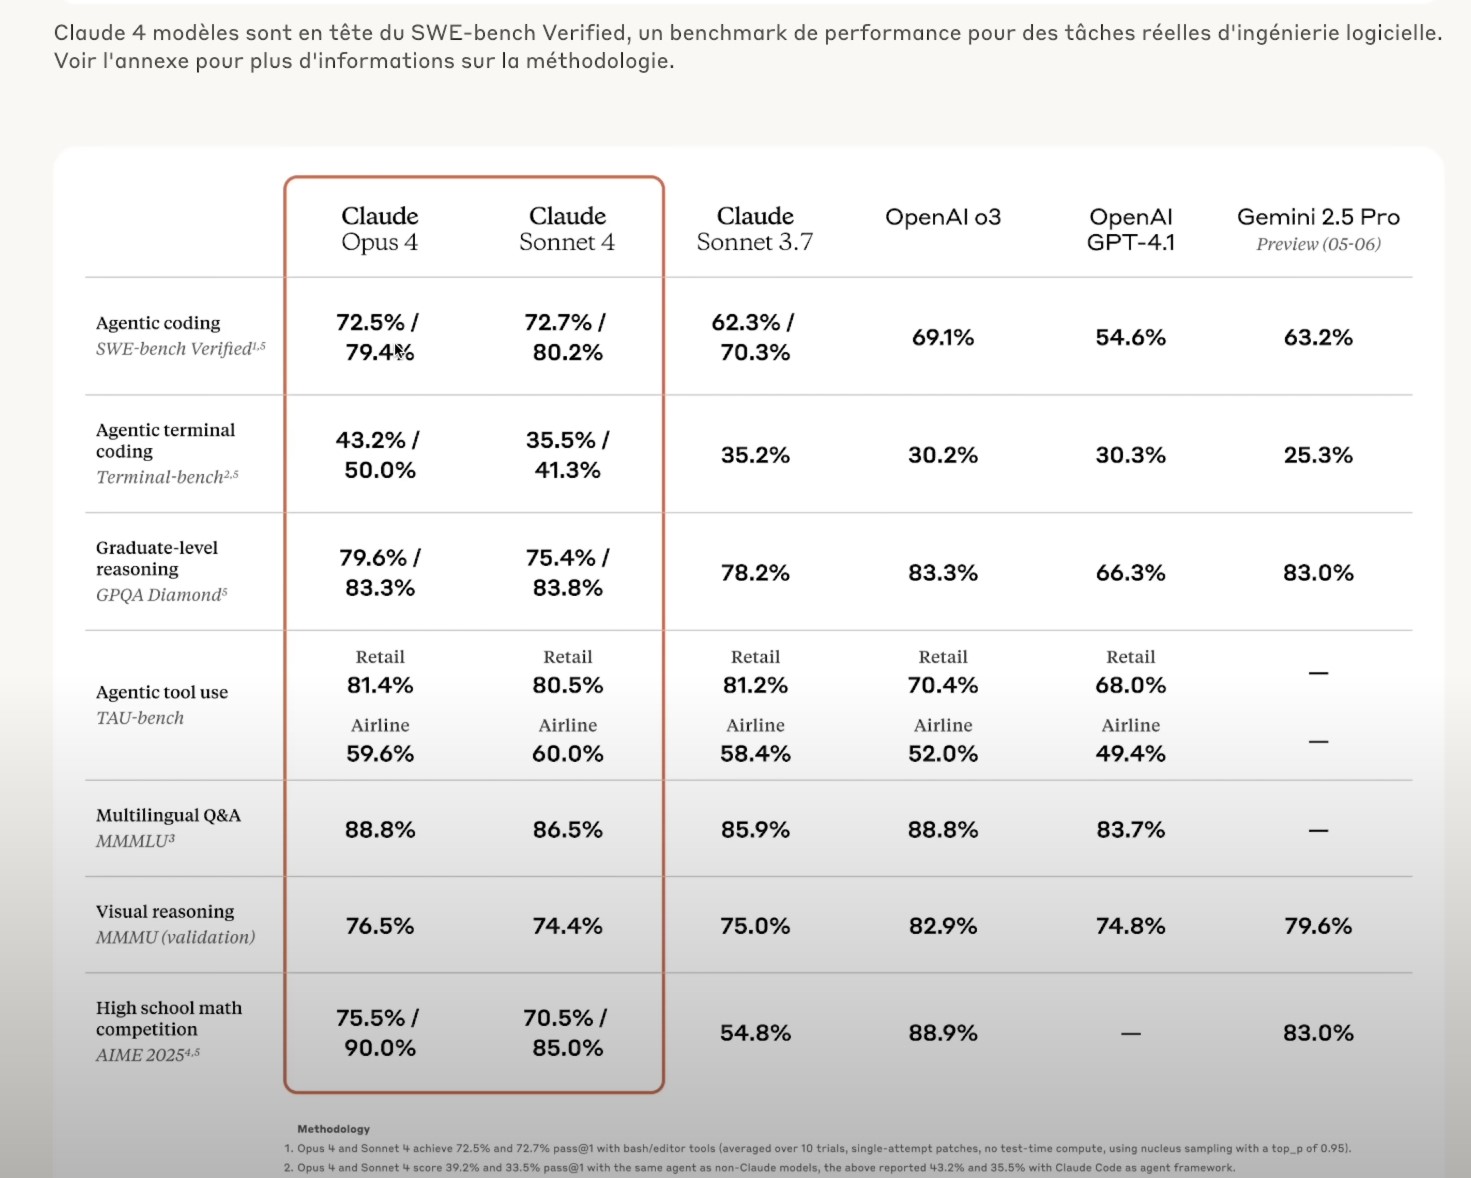 Claude 4 modèles sont en tête du SWE-bench Verified, un benchmark de performance pour des tâches réelles d'ingénierie logicielle.
Voir l'annexe pour plus d'informations sur la méthodologie.
Claude Opus 4
Claude Sonnet 4
Claude Sonnet 3.7
OpenAI o3
OpenAI GPT-4.1
Gemini 2.5 Pro
Preview (05-06)
Agentic coding
SWE-bench Verified¹,⁵
72.5% / 79.4%
72.7% / 80.2%
62.3% / 70.3%
69.1%
54.6%
63.2%
Agentic terminal coding
Terminal-bench²,⁵
43.2% / 50.0%
35.5% / 41.3%
35.2%
30.2%
30.3%
25.3%
Graduate-level reasoning
GPQA Diamond⁵
79.6% / 83.3%
75.4% / 83.8%
78.2%
83.3%
66.3%
83.0%
Agentic tool use
TAU-bench
Retail 81.4%
Retail 80.5%
Retail 81.2%
Retail 70.4%
Retail 68.0%
—
Airline 59.6%
Airline 60.0%
Airline 58.4%
Airline 52.0%
Airline 49.4%
—
Multilingual Q&A
MMMLU³
88.8%
86.5%
85.9%
88.8%
83.7%
—
Visual reasoning
MMMU (validation)
76.5%
74.4%
75.0%
82.9%
74.8%
79.6%
High school math competition
AIME 2025⁴,⁵
75.5% / 90.0%
70.5% / 85.0%
54.8%
88.9%
—
83.0%
Methodology
1. Opus 4 and Sonnet 4 achieve 72.5% and 72.7% pass@1 with bash/editor tools (averaged over 10 trials, single-attempt patches, no test-time compute, using nucleus sampling with a top_p of 0.95).
2. Opus 4 and Sonnet 4 score 39.2% and 33.5% pass@1 with the same agent as non-Claude models, the above reported 43.2% and 35.5% with Claude Code as agent framework.